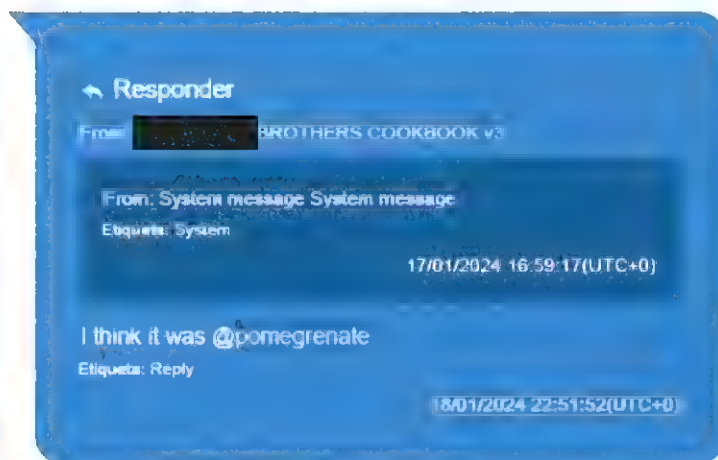 Responder
From: BROTHERS COOKBOOK v3
From: System message System message
Etiqueta: System
17/01/2024 16:59:17(UTC+0)
I think it was @pomegrenate
Etiqueta: Reply
18/01/2024 22:51:52(UTC+0)